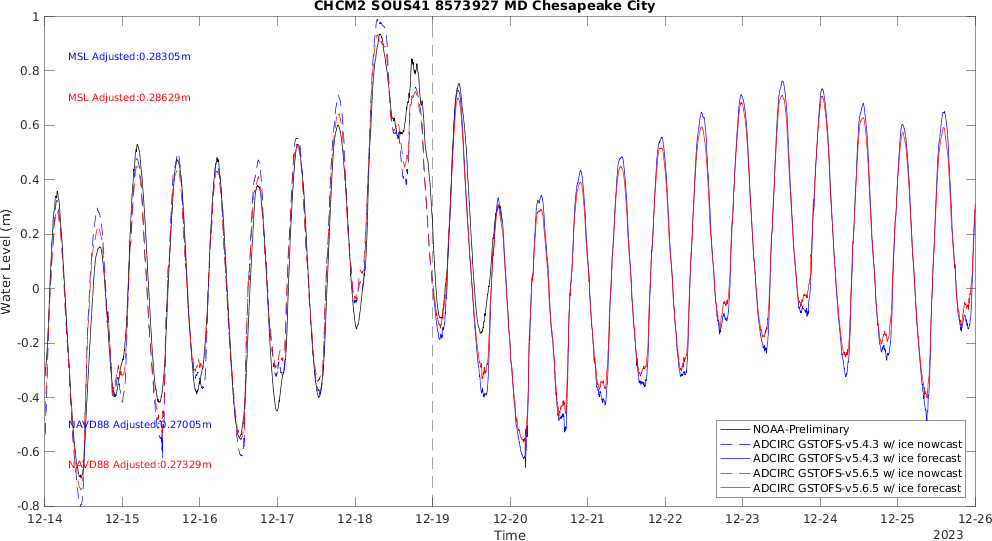 CHCM2 SOUS41 8573927 MD Chesapeake City
1
0.8
0.6
0.4
0.2
0
-0.2
-0.4
-0.6
-0.8
Water Level (m)
MSL Adjusted:0.28305m
MSL Adjusted:0.28629m
NAVD88 Adjusted:0.27005m
NAVD88 Adjusted:0.27329m
NOAA-Preliminary
ADCIRC GSTOFS-v5.4.3 w/ ice nowcast
ADCIRC GSTOFS-v5.4.3 w/ ice forecast
ADCIRC GSTOFS-v5.6.5 w/ ice nowcast
ADCIRC GSTOFS-v5.6.5 w/ ice forecast
12-14 12-15 12-16 12-17 12-18 12-19 12-20 12-21 12-22 12-23 12-24 12-25 12-26
Time
2023